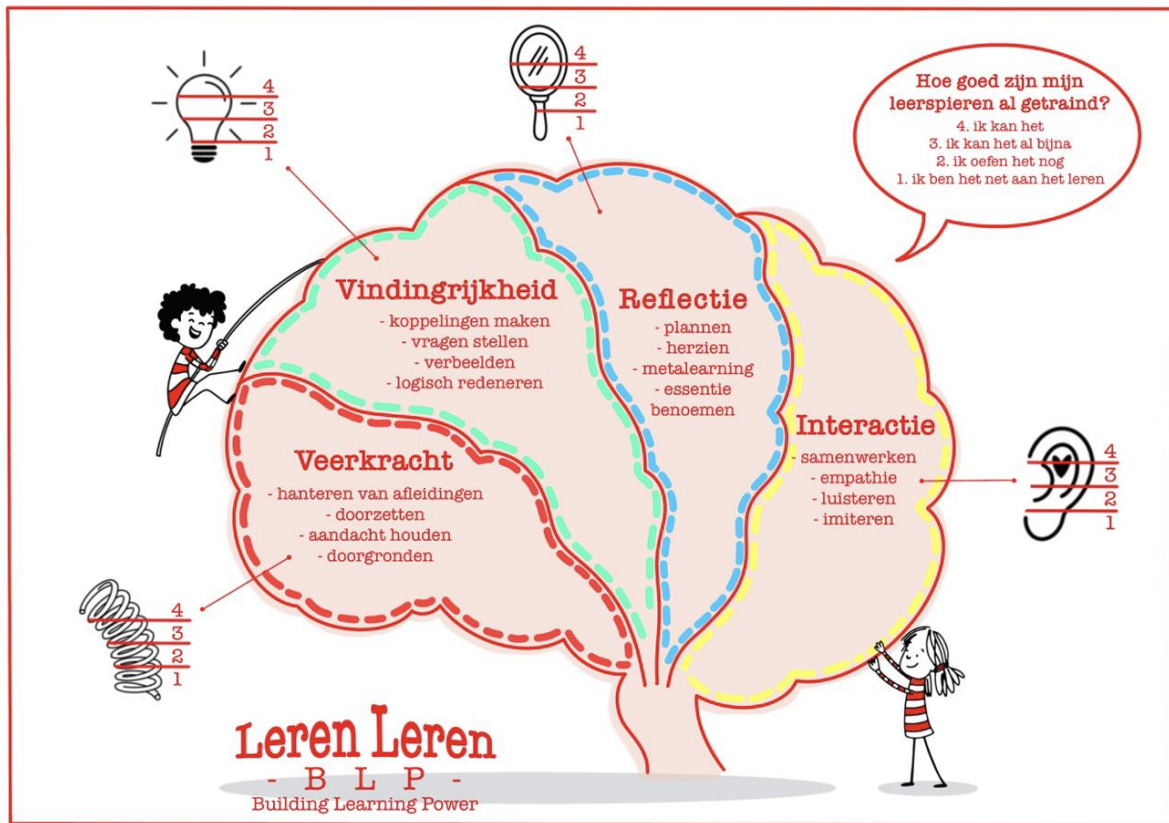 4
3
2
1
4
3
2
1
Hoe goed zijn mijn
leerspieren al getraind?
4. ik kan het
3. ik kan het al bijna
2. ik oefen het nog
1. ik ben het net aan het leren
Vindingrijkheid
- koppelingen maken
- vragen stellen
- verbeelden
- logisch redeneren
Reflectie
- plannen
- herzien
- metalearning
- essentie
benoemen
Interactie
- samenwerken
- empathie
- luisteren
- imiteren
4
3
2
1
Veerkracht
- hanteren van afleidingen
- doorzetten
- aandacht houden
- doorgronden
4
3
2
1
Leren Leren
- B L P -
Building Learning Power